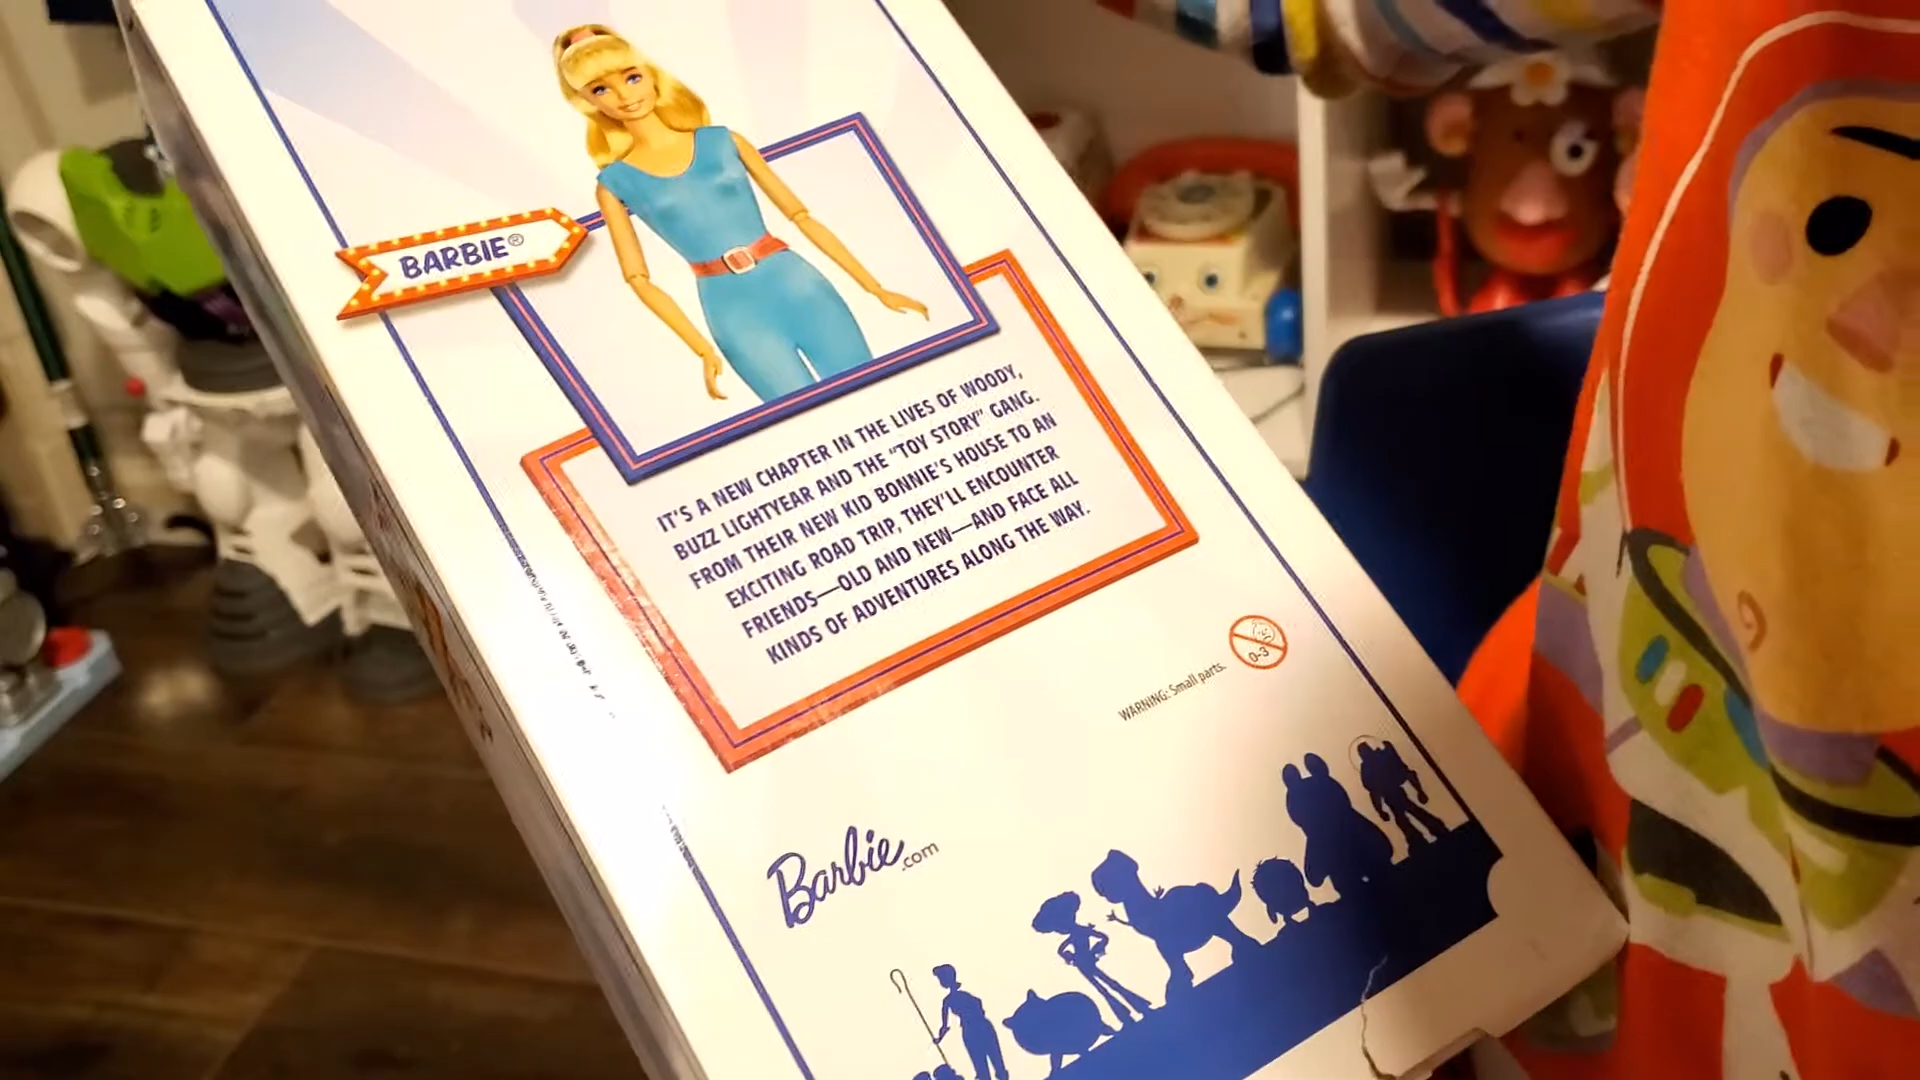 BARBIE®
IT'S A NEW CHAPTER IN THE LIVES OF WOODY,
BUZZ LIGHTYEAR AND THE "TOY STORY" GANG.
FROM THEIR NEW KID BONNIE'S HOUSE TO AN
EXCITING ROAD TRIP, THEY'LL ENCOUNTER
FRIENDS—OLD AND NEW—AND FACE ALL
KINDS OF ADVENTURES ALONG THE WAY.
0-3
WARNING: Small parts.
Barbie.com